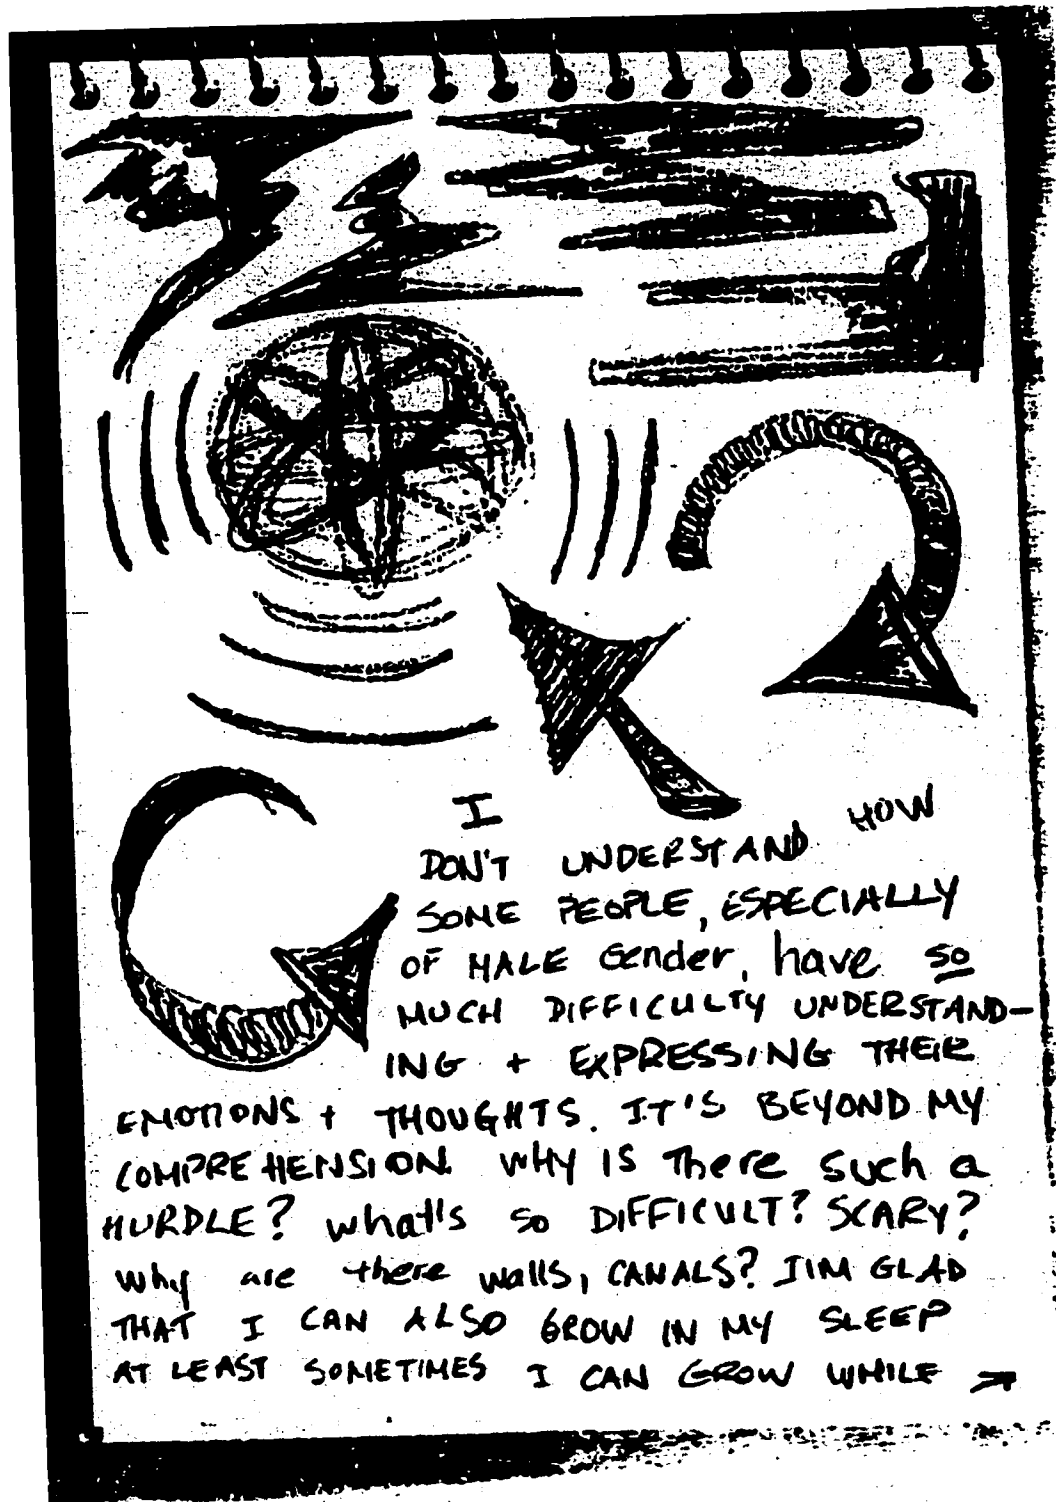 I
DON'T UNDERSTAND HOW
SOME PEOPLE, ESPECIALLY
OF MALE Gender, have so
MUCH DIFFICULTY UNDERSTAND-
ING + EXPRESSING THEIR
EMOTIONS + THOUGHTS. IT'S BEYOND MY
COMPREHENSION. WHY IS There such a
HURDLE? what's so DIFFICULT? SCARY?
why are there walls, CANALS? I'M GLAD
THAT I CAN ALSO GROW IN MY SLEEP
AT LEAST SOMETIMES I CAN GROW WHILE →